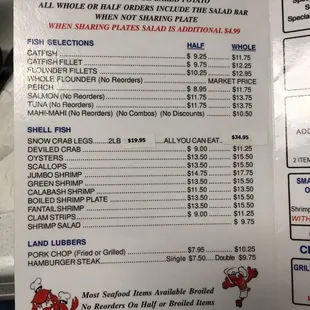 ALL WHOLE OR HALF ORDERS INCLUDE THE SALAD BAR
WHEN NOT SHARING PLATE
WHEN SHARING PLATES SALAD IS ADDITIONAL $4.99
FISH SELECTIONS HALF WHOLE
CATFISH $ 9.25 $11.75
CATFISH FILLET $ 9.75 $12.25
FLOUNDER FILLETS $10.25 $12.95
WHOLE FLOUNDER (No Reorders) MARKET PRICE
PERCH $ 8.95 $11.75
SALMON (No Reorders) $11.75 $13.75
TUNA (No Reorders) $11.75 $13.75
MAHI-MAHI (No Reorders) (No Combos) (No Discounts) $10.50
SHELL FISH
SNOW CRAB LEGS......2LB $19.95 ALL YOU CAN EAT.. $34.95
DEVILED CRAB $ 9.00 $11.25
OYSTERS $13.50 $15.50
SCALLOPS $13.50 $15.50
JUMBO SHRIMP $14.75 $17.75
GREEN SHRIMP $13.50 $15.50
CALABASH SHRIMP $11.50 $13.50
BOILED SHRIMP PLATE $13.50 $15.50
FANTAIL SHRIMP $13.50 $15.50
CLAM STRIPS $ 9.00 $11.25
SHRIMP SALAD $ 9.75
LAND LUBBERS
PORK CHOP (Fried or Grilled) $7.95 $10.25
HAMBURGER STEAK Single $7.50 Double $9.75
Most Seafood Items Available Broiled
No Reorders On Half or Broiled Items
Special
2 ITEM
Shrimp
WITH
GRIL